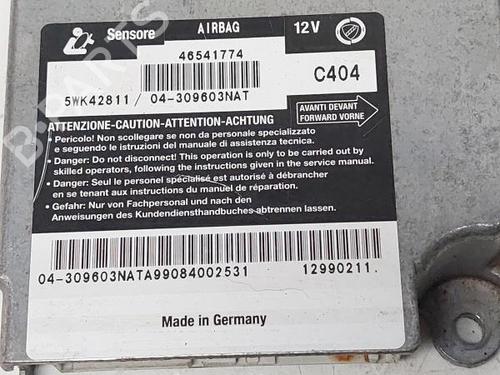 Sensore AIRBAG 12V
46541774
5WK42811 / 04-309603NAT
C404
ATTENZIONE-CAUTION-ATTENTION-ACHTUNG
AVANTI DEVANT
FORWARD VORNE
• Pericolo! Non scollegare se non da personale specializzato
e seguendo le istruzioni del manuale di assistenza tecnica.
• Danger: Do not disconnect! This operation is only to be carried out by
skilled operators, following the instructions given in the service manual.
• Danger: Seul le personel spécialisé est autorisé à débrancher
en se tenant aux instructions du manuel de réparation.
• Gefahr: Nur von Fachpersonal und nach den
Anweisungen des Kundendiensthandbuches abtrennen lassen.
04-309603NATA99084002531 12990211.
Made in Germany